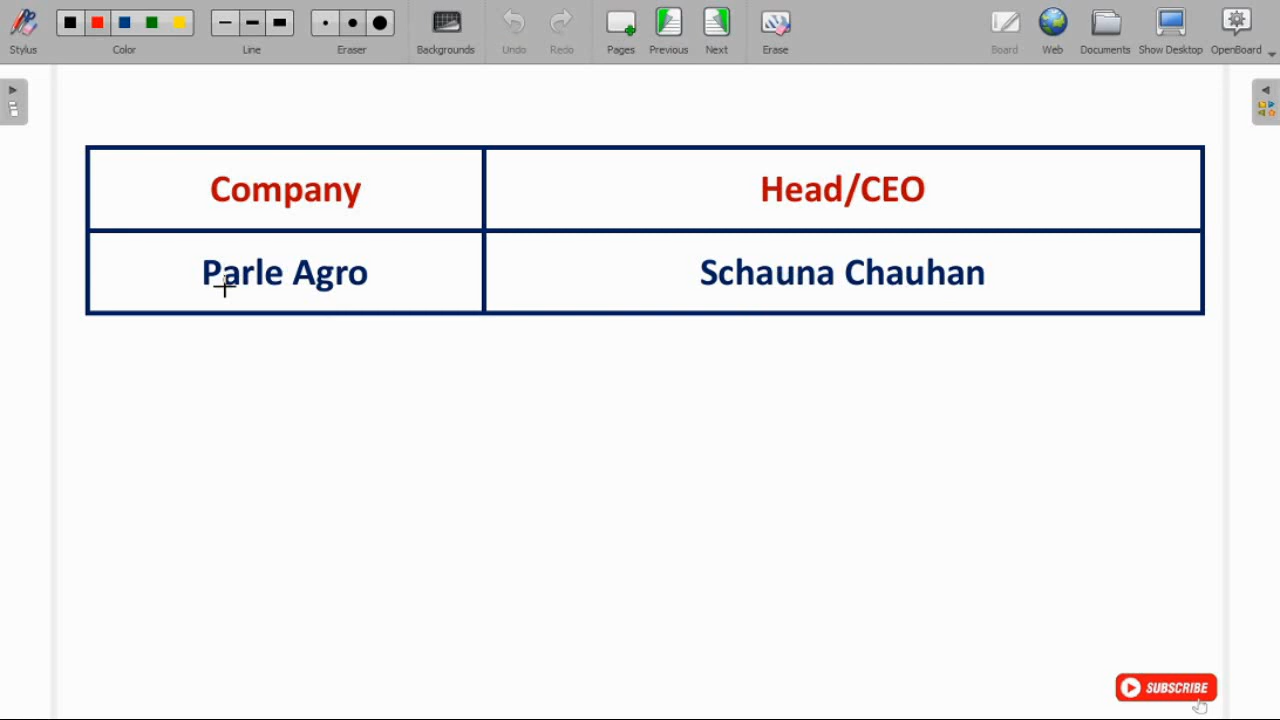 Stylus Color Line Eraser Backgrounds Undo Redo Pages Previous Next Erase Board Web Documents Show Desktop OpenBoard
Company Head/CEO
Parle Agro Schauna Chauhan
SUBSCRIBE